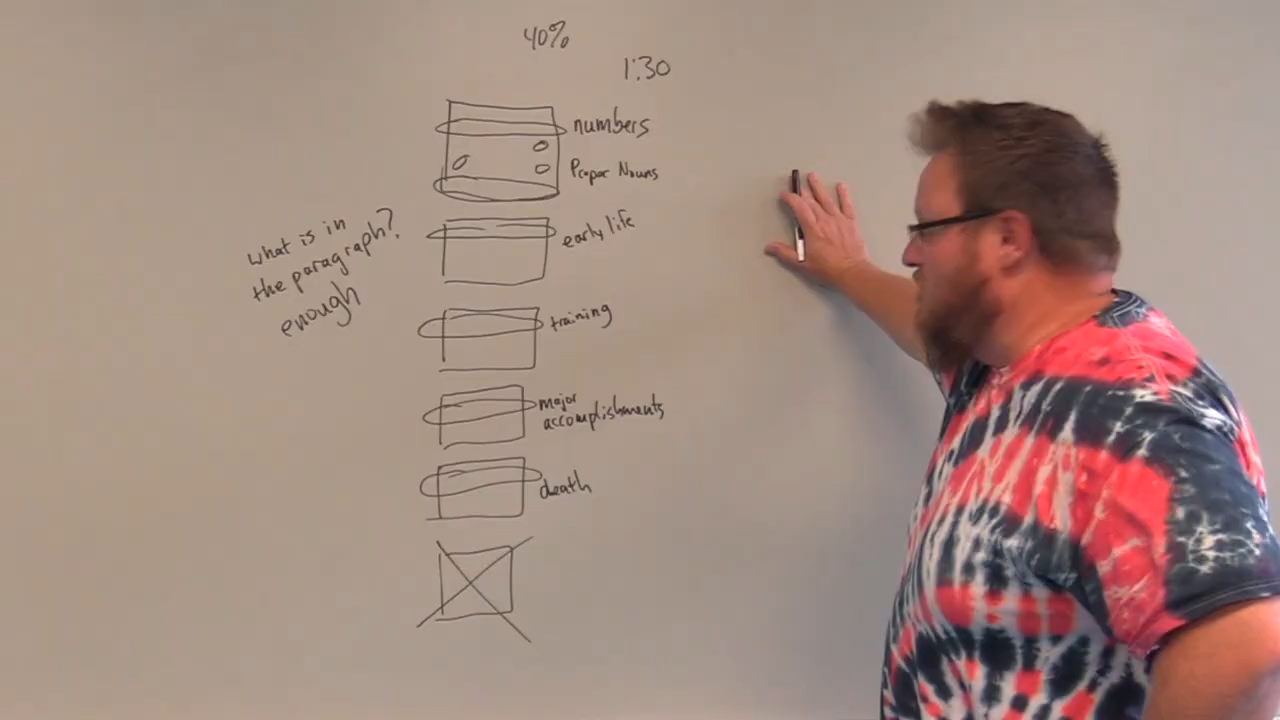 40%
1:30
numbers
Proper Nouns
what is in
the paragraph?
enough
early life
training
major
accomplishments
death